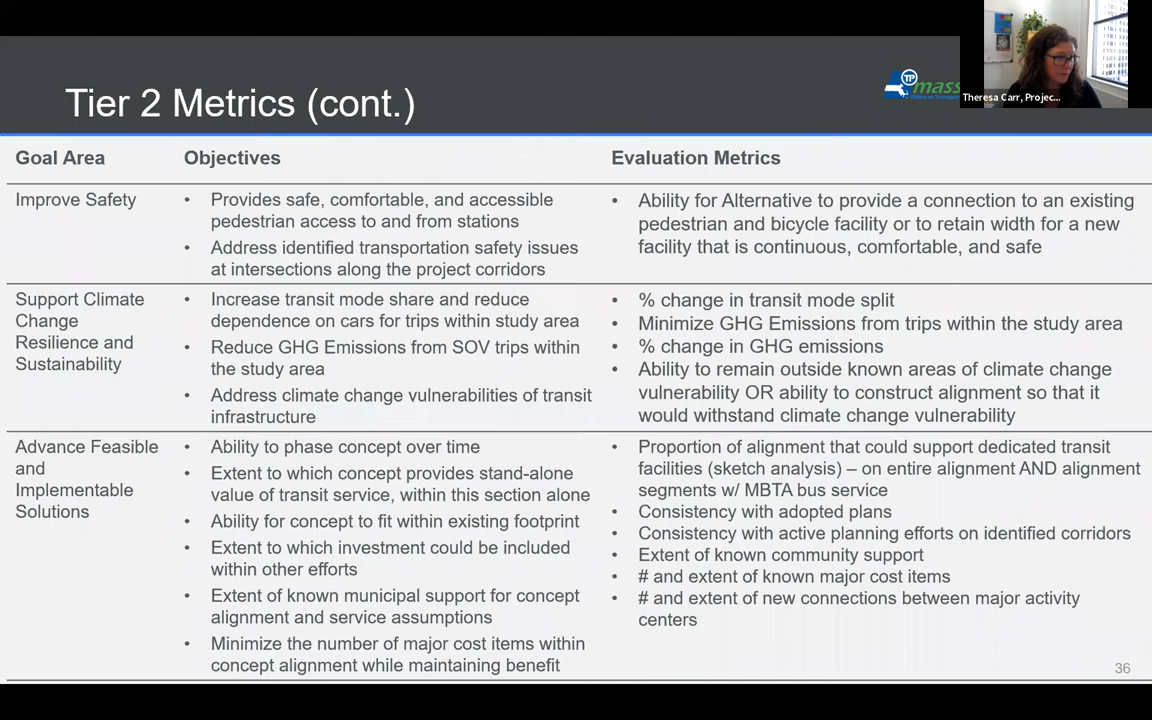 Tier 2 Metrics (cont.)
TP
mass
Theresa Carr, Projec...
Goal Area
Objectives
Evaluation Metrics
Improve Safety
• Provides safe, comfortable, and accessible
pedestrian access to and from stations
• Address identified transportation safety issues
at intersections along the project corridors
• Ability for Alternative to provide a connection to an existing
pedestrian and bicycle facility or to retain width for a new
facility that is continuous, comfortable, and safe
Support Climate
Change
Resilience and
Sustainability
• Increase transit mode share and reduce
dependence on cars for trips within study area
• Reduce GHG Emissions from SOV trips within
the study area
• Address climate change vulnerabilities of transit
infrastructure
• % change in transit mode split
• Minimize GHG Emissions from trips within the study area
• % change in GHG emissions
• Ability to remain outside known areas of climate change
vulnerability OR ability to construct alignment so that it
would withstand climate change vulnerability
Advance Feasible
and
Implementable
Solutions
• Ability to phase concept over time
• Extent to which concept provides stand-alone
value of transit service, within this section alone
• Ability for concept to fit within existing footprint
• Extent to which investment could be included
within other efforts
• Extent of known municipal support for concept
alignment and service assumptions
• Minimize the number of major cost items within
concept alignment while maintaining benefit
• Proportion of alignment that could support dedicated transit
facilities (sketch analysis) – on entire alignment AND alignment
segments w/ MBTA bus service
• Consistency with adopted plans
• Consistency with active planning efforts on identified corridors
• Extent of known community support
• # and extent of known major cost items
• # and extent of new connections between major activity
centers
36